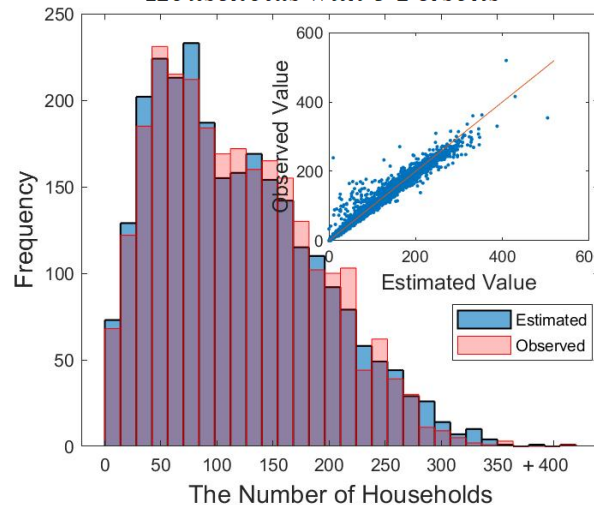 250
200
150
100
50
0
Frequency
0 50 100 150 200 250 300 350 + 400
The Number of Households
600
400
200
0
Observed Value
0 200 400 60
Estimated Value
Estimated
Observed